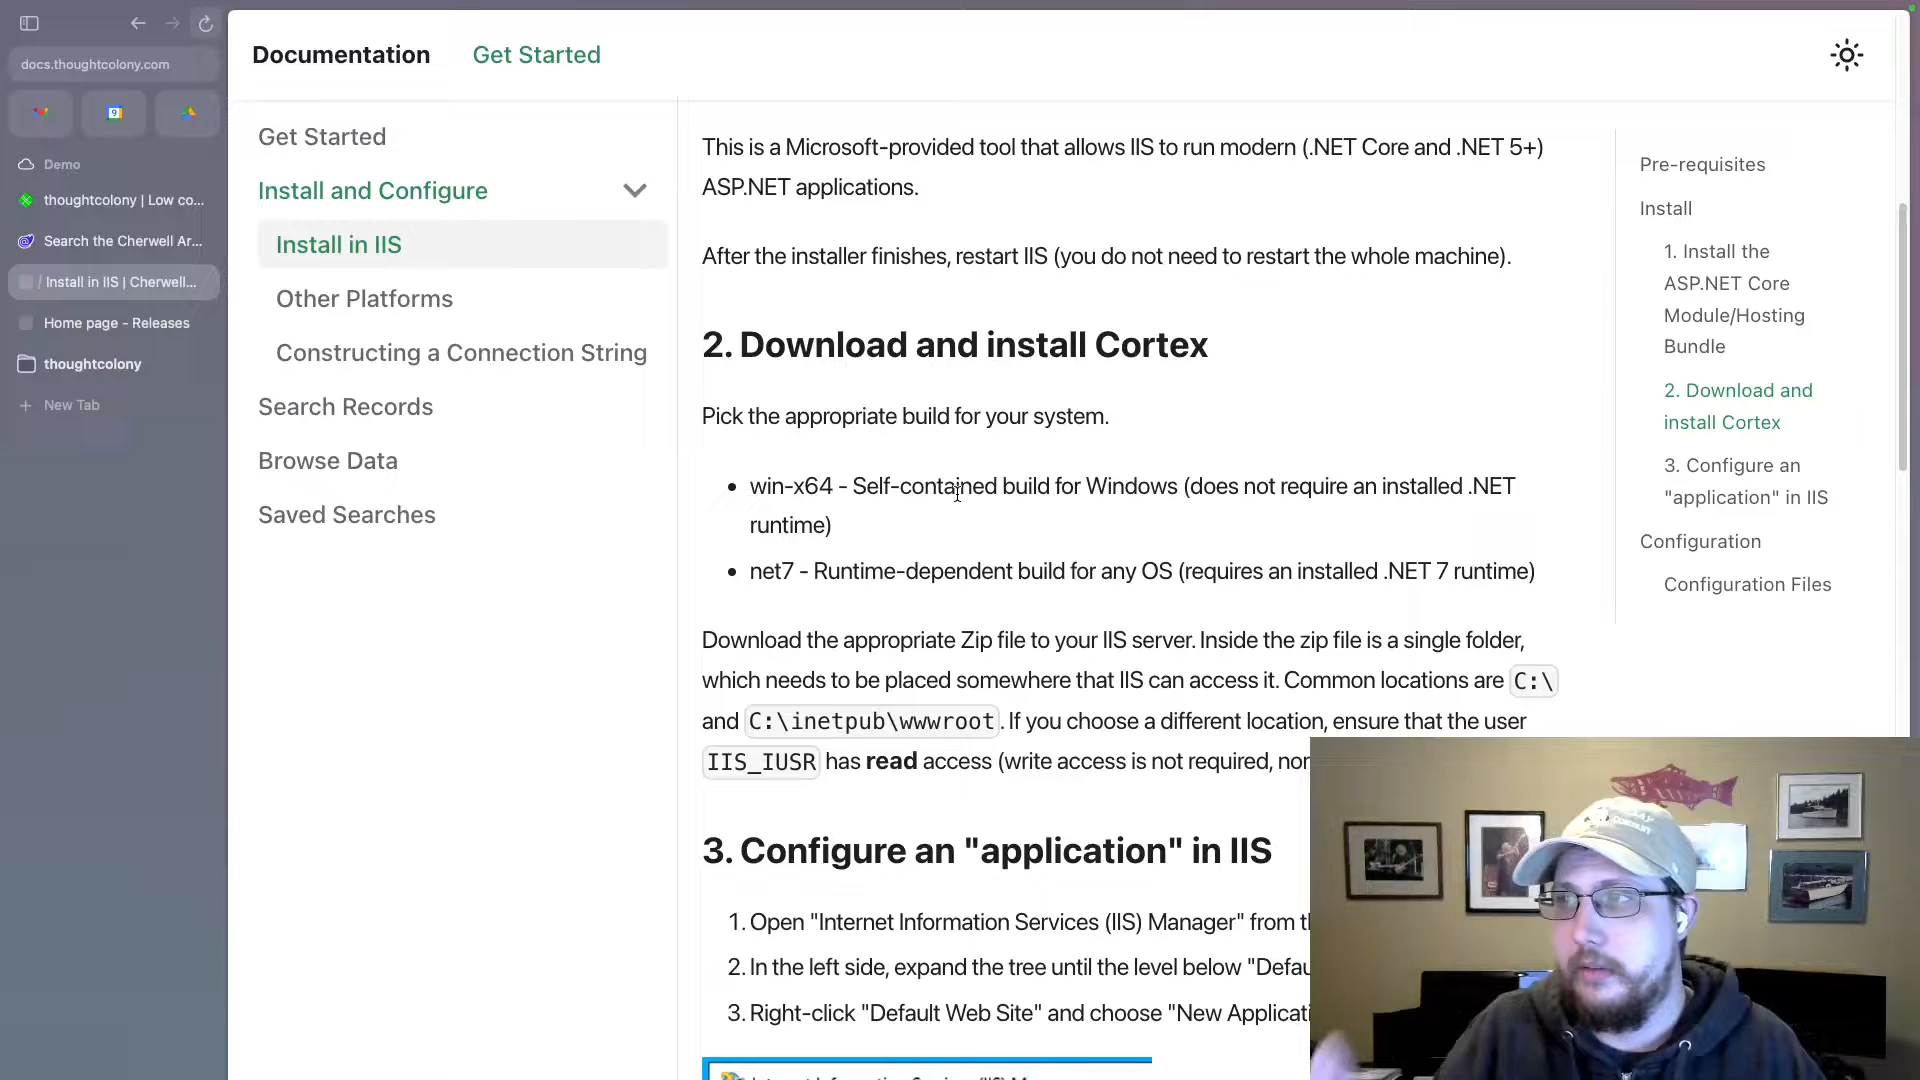 docs.thoughtcolony.com
9
Demo
thoughtcolony | Low co...
Search the Cherwell Ar...
/ Install in IIS | Cherwell...
Home page - Releases
thoughtcolony
+ New Tab
Documentation
Get Started
Get Started
Install and Configure
Install in IIS
Other Platforms
Constructing a Connection String
Search Records
Browse Data
Saved Searches
This is a Microsoft-provided tool that allows IIS to run modern (.NET Core and .NET 5+)
ASP.NET applications.
After the installer finishes, restart IIS (you do not need to restart the whole machine).
2. Download and install Cortex
Pick the appropriate build for your system.
• win-x64 - Self-contained build for Windows (does not require an installed .NET
runtime)
• net7 - Runtime-dependent build for any OS (requires an installed .NET 7 runtime)
Download the appropriate Zip file to your IIS server. Inside the zip file is a single folder,
which needs to be placed somewhere that IIS can access it. Common locations are C:\
and C:\inetpub\wwwroot. If you choose a different location, ensure that the user
IIS_IUSR has read access (write access is not required, nor
3. Configure an "application" in IIS
1. Open "Internet Information Services (IIS) Manager" from
2. In the left side, expand the tree until the level below "Defau
3. Right-click "Default Web Site" and choose "New Applicati
Pre-requisites
Install
1. Install the
ASP.NET Core
Module/Hosting
Bundle
2. Download and
install Cortex
3. Configure an
"application" in IIS
Configuration
Configuration Files